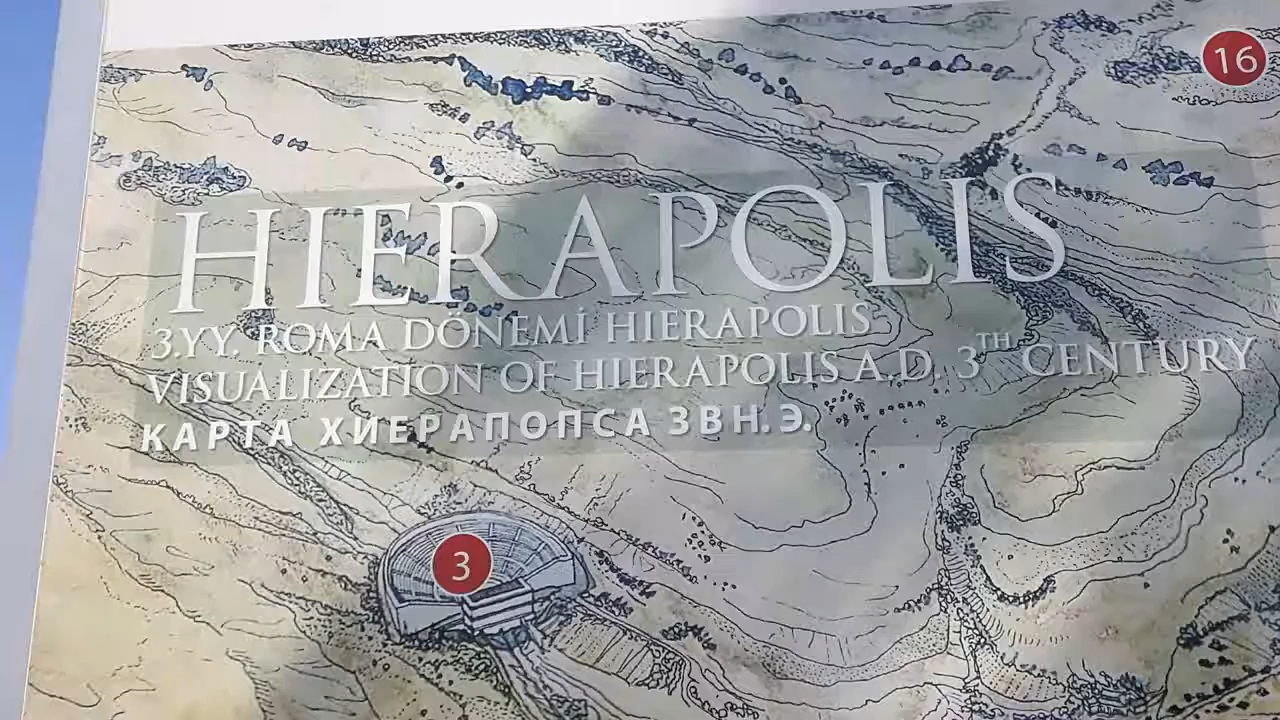 16
HIERAPOLIS
3.YY. ROMA DÖNEMİ HIERAPOLIS
VISUALIZATION OF HIERAPOLIS A.D. 3TH CENTURY
КАРТА ХИЕРАПОПСА 3ВН.Э.
3